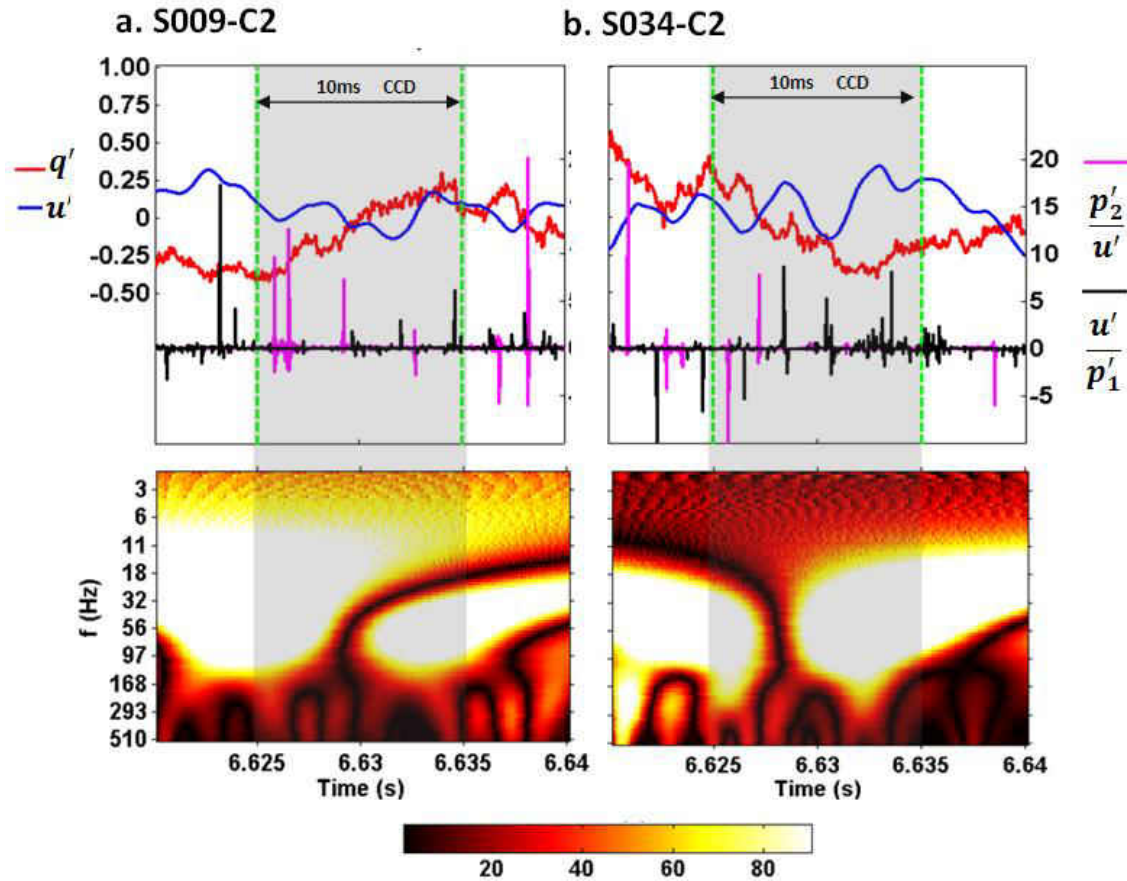 a. S009-C2
b. S034-C2
1.00
0.75
0.50
0.25
0
-0.25
-0.50
q'
u'
10ms CCD
10ms CCD
20
15
10
5
0
-5
p'2
u'
u'
p'1
3
6
11
18
32
56
97
168
293
510
f (Hz)
6.625 6.63 6.635 6.64
Time (s)
6.625 6.63 6.635 6.64
Time (s)
20 40 60 80